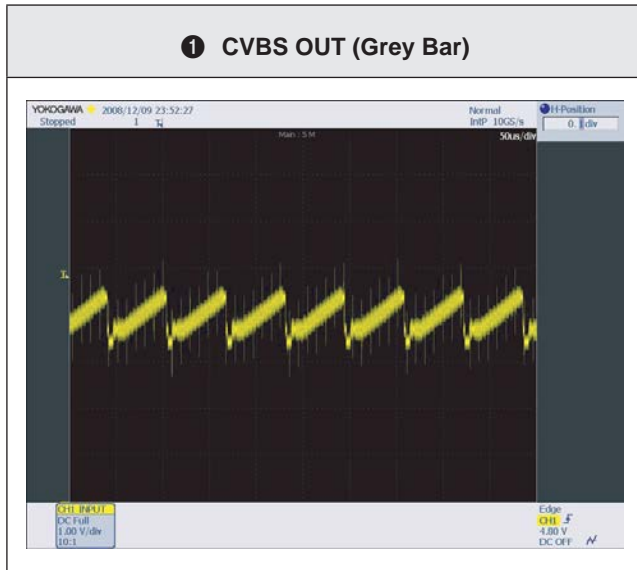 ❶ CVBS OUT (Grey Bar)
YOKOGAWA 2008/12/09 23:52:27
Stopped 1
Normal
IntP 10GS/s
H-Position
0. div
Main : 5 M
50us/div
CH1 INPUT
DC Full
1.00 V/div
10:1
Edge
CH1
4.00 V
DC OFF